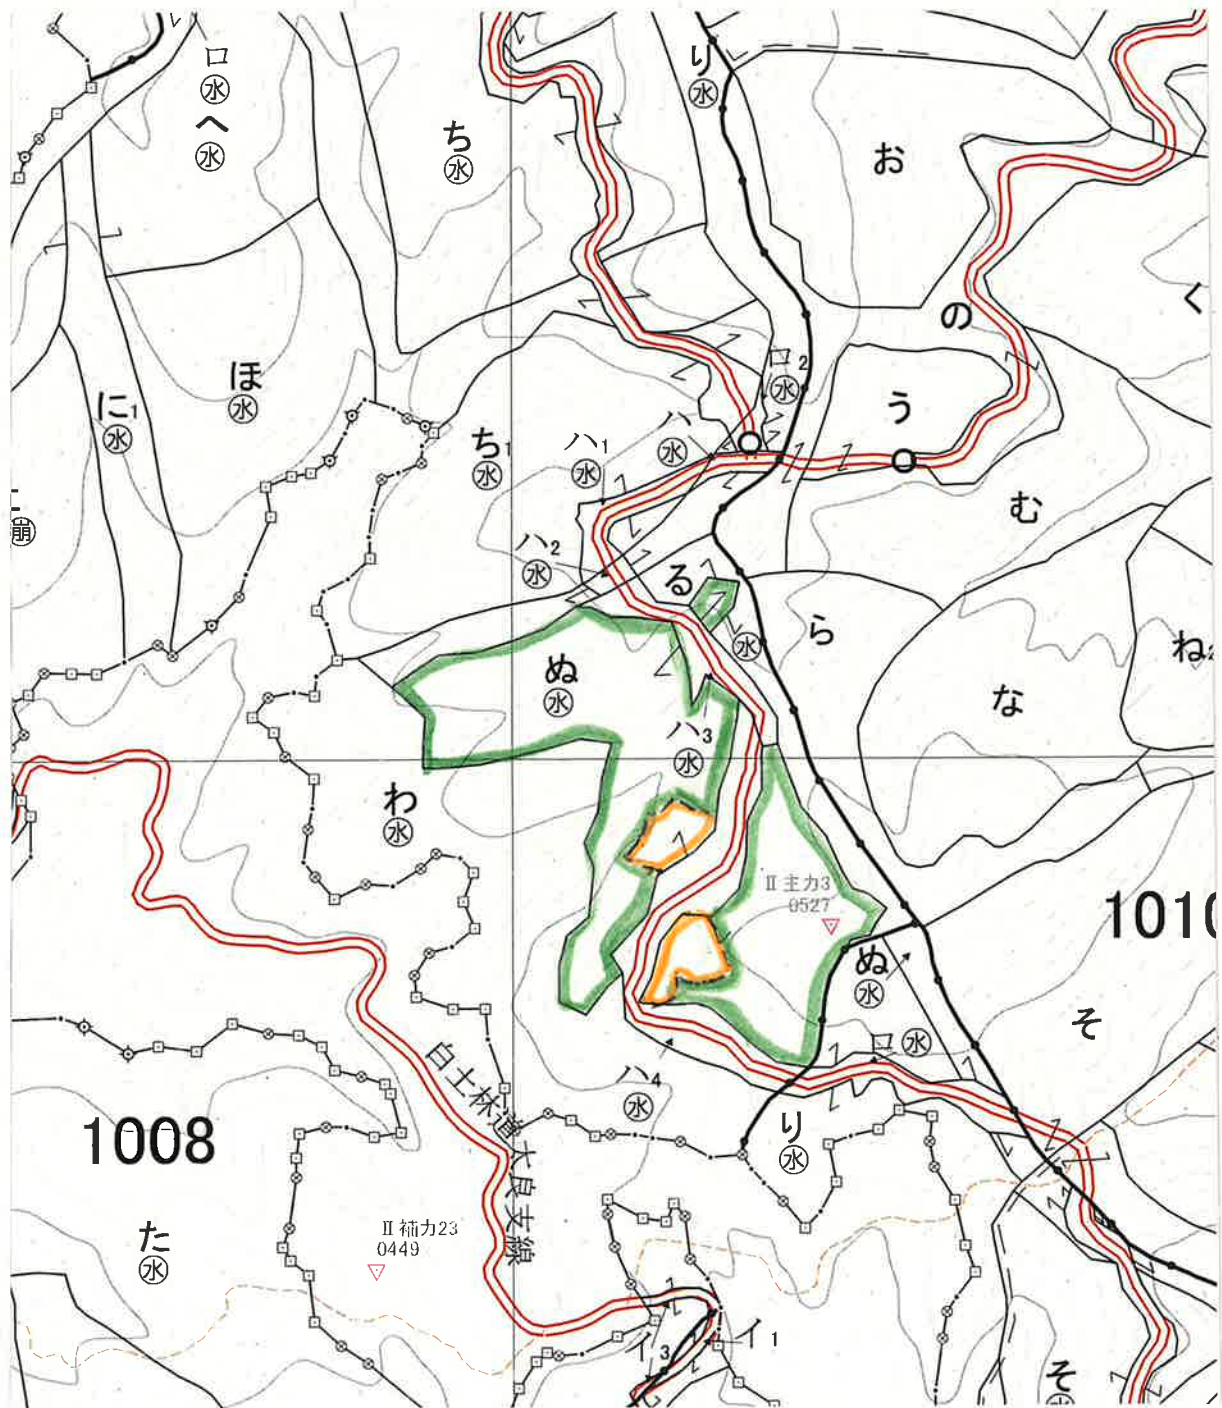 ロ
水
へ
水
ち
水
り
水
お
く
の
ロ2
水
ほ
水
に1
水
う
ち1
水
ハ1
水
ハ
水
む
崩
ハ2
水
る
水
ら
ね2
ぬ
水
な
ハ3
水
わ
水
Ⅱ主力3
0527
1010
ぬ
水
そ
ロ 水
白土林道大良支線
ハ4
水
1008
り
水
た
水
Ⅱ補力23
0449
イ3
イ1
そ
水